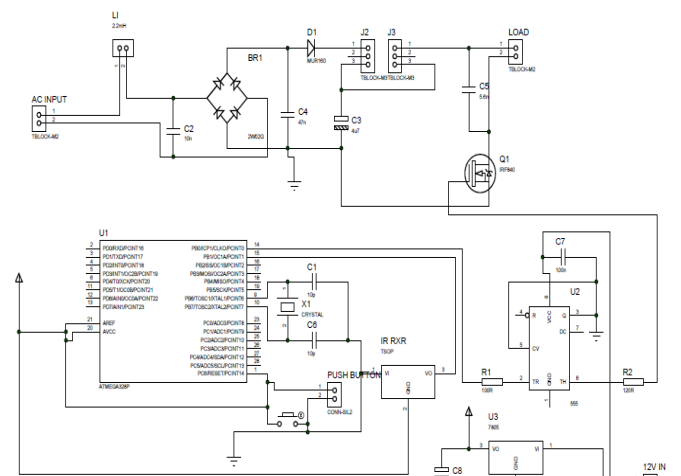 LI
2.2mH
D1
MUR160
J2
J3
LOAD
TBLOCK-M2
BR1
TBLOCK-M3
TBLOCK-M3
AC INPUT
TBLOCK-M2
C2
10n
2W02G
C4
47n
C3
4u7
C5
5.6n
Q1
IRF840
U1
PD0/RXD/PCINT16
PD1/TXD/PCINT17
PD2/INT0/PCINT18
PD3/INT1/OC2B/PCINT19
PD4/T0/XCK/PCINT20
PD5/T1/OC0B/PCINT21
PD6/AIN0/OC0A/PCINT22
PD7/AIN1/PCINT23
AREF
AVCC
PB0/ICP1/CLKO/PCINT0
PB1/OC1A/PCINT1
PB2/SS/OC1B/PCINT2
PB3/MOSI/OC2A/PCINT3
PB4/MISO/PCINT4
PB5/SCK/PCINT5
PB6/TOSC1/XTAL1/PCINT6
PB7/TOSC2/XTAL2/PCINT7
PC0/ADC0/PCINT8
PC1/ADC1/PCINT9
PC2/ADC2/PCINT10
PC3/ADC3/PCINT11
PC4/ADC4/SDA/PCINT12
PC5/ADC5/SCL/PCINT13
PC6/RESET/PCINT14
ATMEGA328P
C1
10p
X1
CRYSTAL
C6
10p
IR RXR
TSOP
VI
VO
GND
PUSH BUTTON
CONN-SIL2
C7
100n
U2
VCC
R
Q
DC
CV
TR
TH
GND
555
R1
100R
R2
120R
U3
7805
VO
VI
GND
C8
12V IN